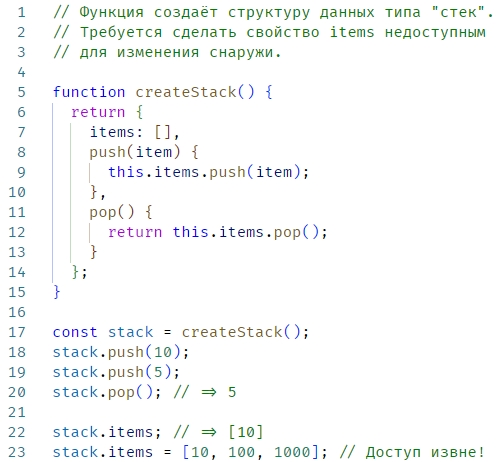 1 // Функция создаёт структуру данных типа "стек".
2 // Требуется сделать свойство items недоступным
3 // для изменения снаружи.
4
5 function createStack() {
6   return {
7     items: [],
8     push(item) {
9       this.items.push(item);
10     },
11     pop() {
12       return this.items.pop();
13     }
14   };
15 }
16
17 const stack = createStack();
18 stack.push(10);
19 stack.push(5);
20 stack.pop(); // => 5
21
22 stack.items; // => [10]
23 stack.items = [10, 100, 1000]; // Доступ извне!